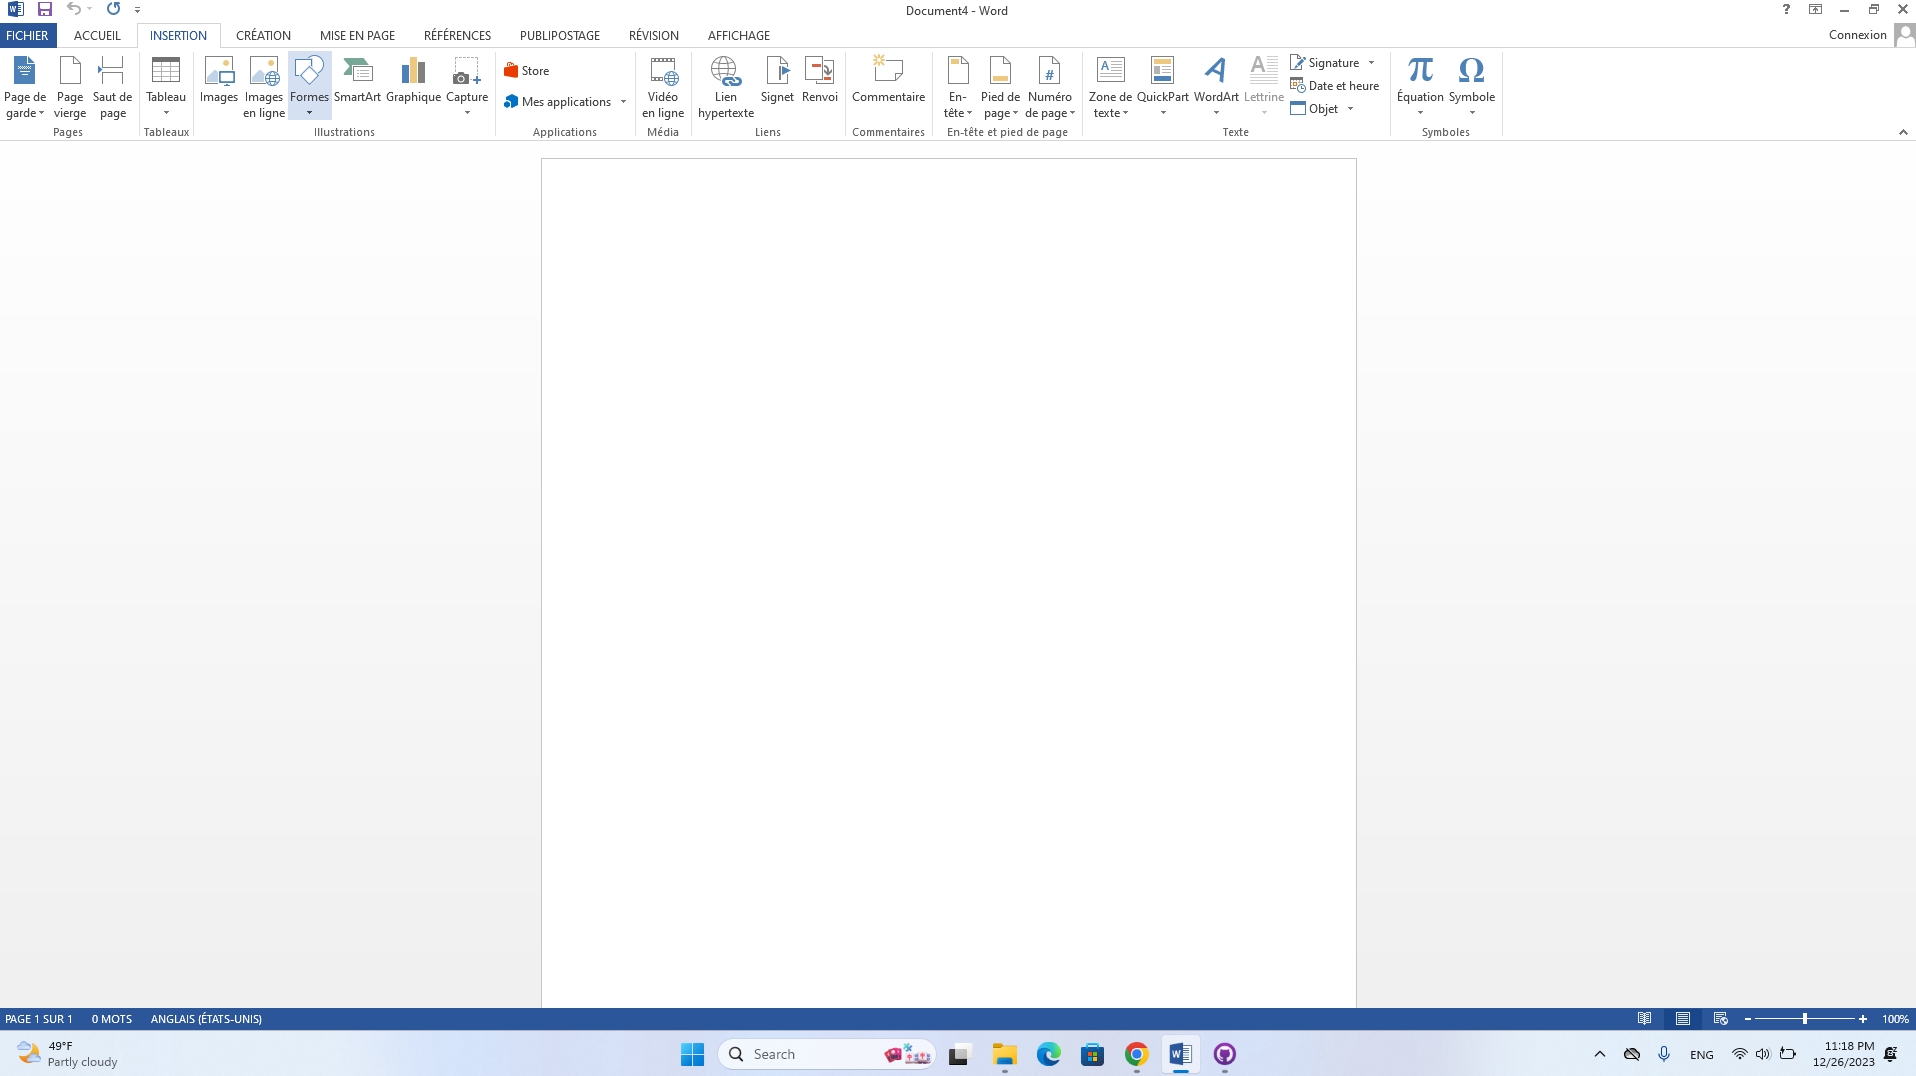 Document4 - Word
?
FICHIER ACCUEIL INSERTION CRÉATION MISE EN PAGE RÉFÉRENCES PUBLIPOSTAGE RÉVISION AFFICHAGE Connexion
Page de garde
Page vierge
Saut de page
Pages
Tableau
Tableaux
Images
Images en ligne
Formes
SmartArt
Graphique
Capture
Illustrations
Store
Mes applications
Applications
Vidéo en ligne
Média
Lien hypertexte
Signet
Renvoi
Liens
Commentaire
Commentaires
En-tête
Pied de page
Numéro de page
En-tête et pied de page
Zone de texte
QuickPart
WordArt
Lettrine
Signature
Date et heure
Objet
Texte
Équation
Symbole
Symboles
PAGE 1 SUR 1 0 MOTS ANGLAIS (ÉTATS-UNIS) 100%
49°F
Partly cloudy
Search
ENG
11:18 PM
12/26/2023